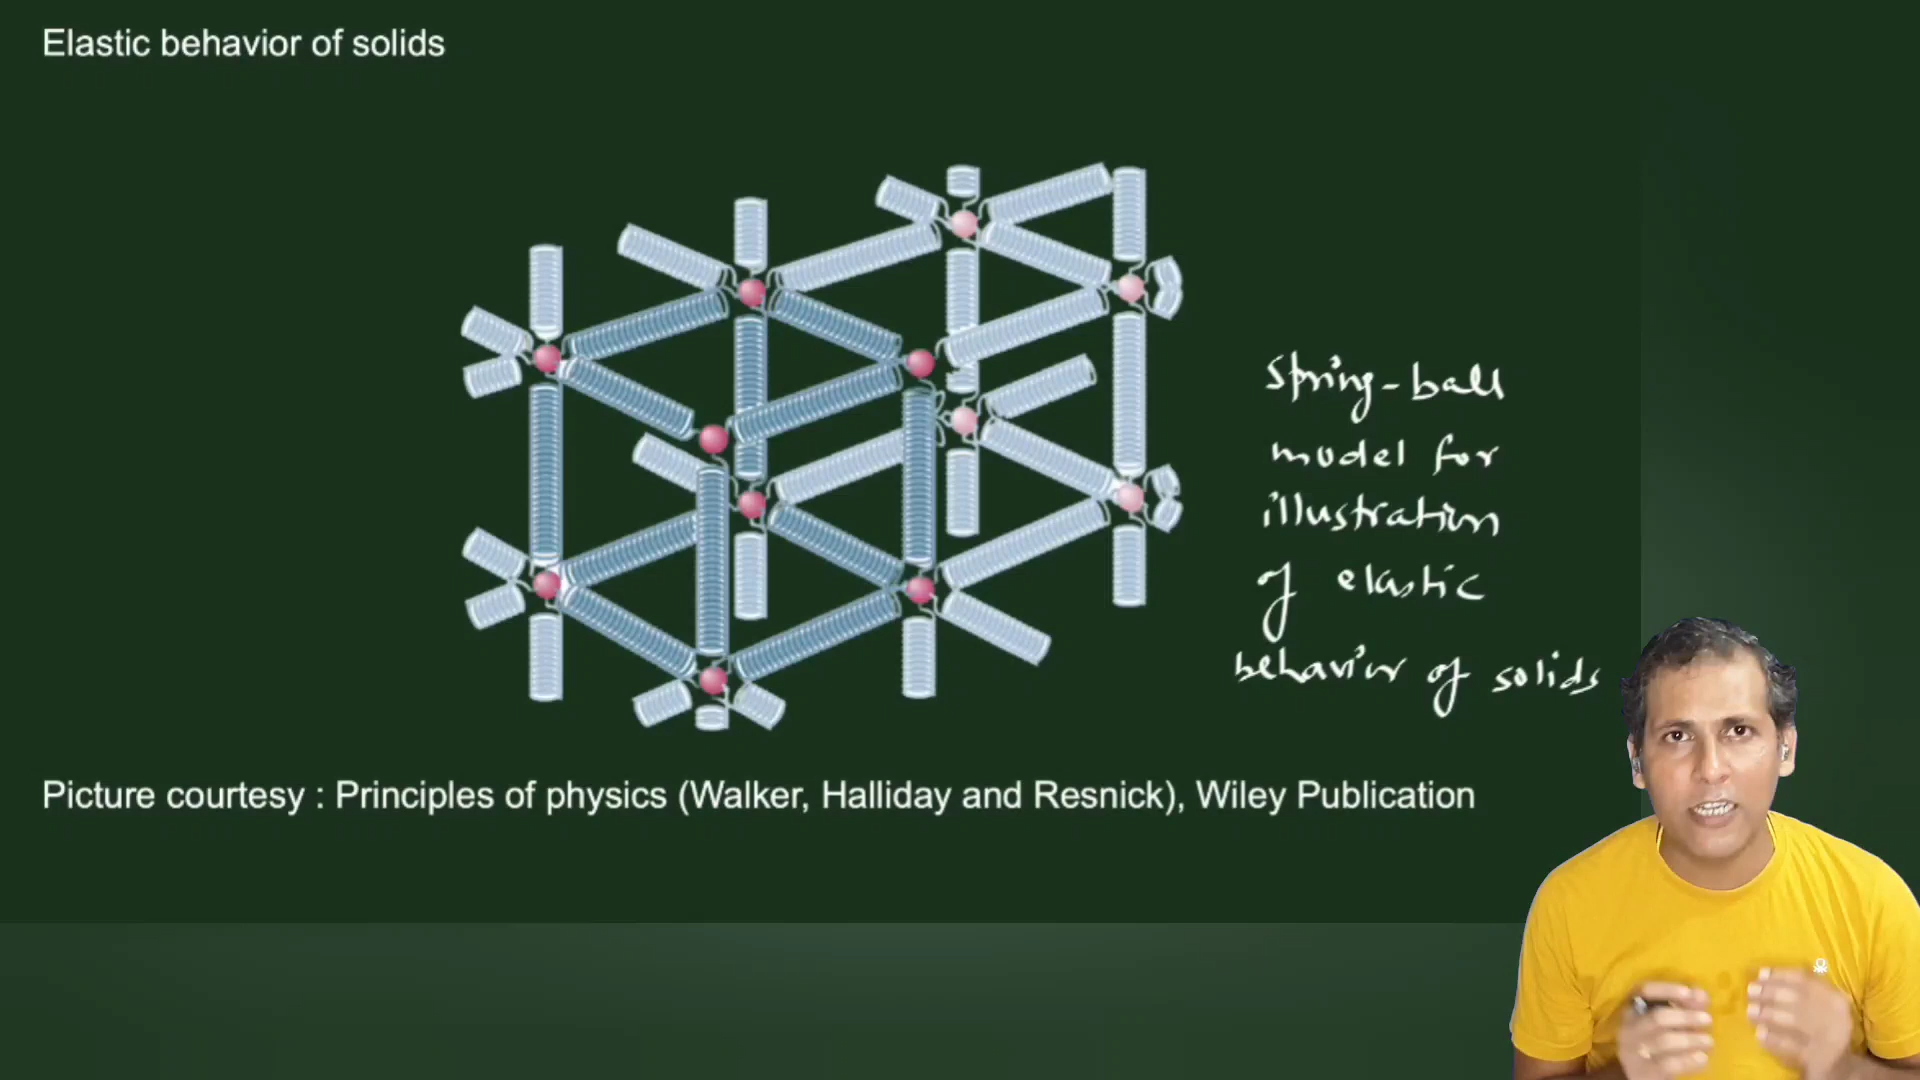 Elastic behavior of solids
Spring-ball
model for
illustration
of elastic
behavior of solids
Picture courtesy : Principles of physics (Walker, Halliday and Resnick), Wiley Publication